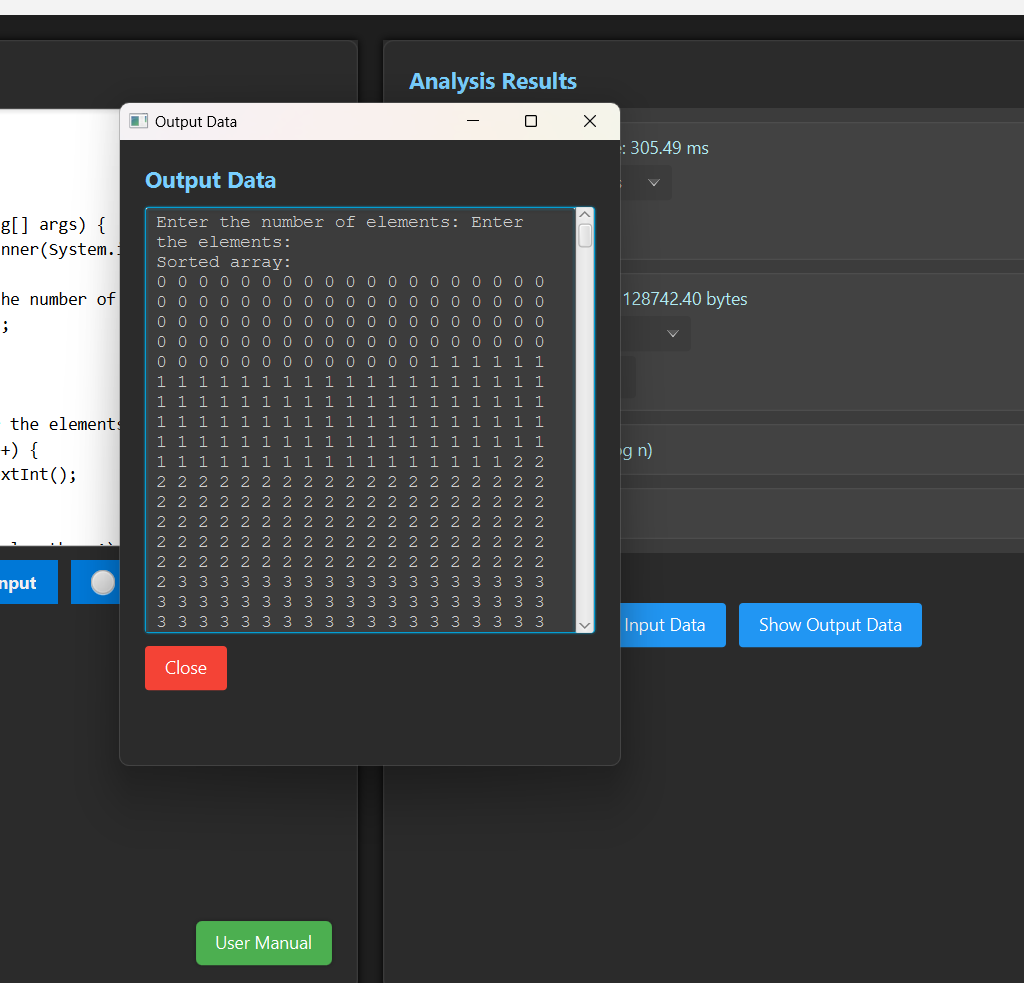 Analysis Results
Output Data
: 305.49 ms
Output Data
g[] args) {
Enter the number of elements: Enter
nner(System.
the elements:
Sorted array:
0 0 0 0 0 0 0 0 0 0 0 0 0 0 0 0 0 0 0
he number of
128742.40 bytes
0 0 0 0 0 0 0 0 0 0 0 0 0 0 0 0 0 0 0
;
0 0 0 0 0 0 0 0 0 0 0 0 0 0 0 0 0 0 0
0 0 0 0 0 0 0 0 0 0 0 0 0 0 0 0 0 0 0
0 0 0 0 0 0 0 0 0 0 0 0 0 1 1 1 1 1 1
1 1 1 1 1 1 1 1 1 1 1 1 1 1 1 1 1 1 1
1 1 1 1 1 1 1 1 1 1 1 1 1 1 1 1 1 1 1
the elements
1 1 1 1 1 1 1 1 1 1 1 1 1 1 1 1 1 1 1
+) {
1 1 1 1 1 1 1 1 1 1 1 1 1 1 1 1 1 1 1
og n)
1 1 1 1 1 1 1 1 1 1 1 1 1 1 1 1 1 2 2
xtInt();
2 2 2 2 2 2 2 2 2 2 2 2 2 2 2 2 2 2 2
2 2 2 2 2 2 2 2 2 2 2 2 2 2 2 2 2 2 2
2 2 2 2 2 2 2 2 2 2 2 2 2 2 2 2 2 2 2
2 2 2 2 2 2 2 2 2 2 2 2 2 2 2 2 2 2 2
2 2 2 2 2 2 2 2 2 2 2 2 2 2 2 2 2 2 2
nput
2 3 3 3 3 3 3 3 3 3 3 3 3 3 3 3 3 3 3
3 3 3 3 3 3 3 3 3 3 3 3 3 3 3 3 3 3 3
3 3 3 3 3 3 3 3 3 3 3 3 3 3 3 3 3 3 3
Input Data
Show Output Data
Close
User Manual